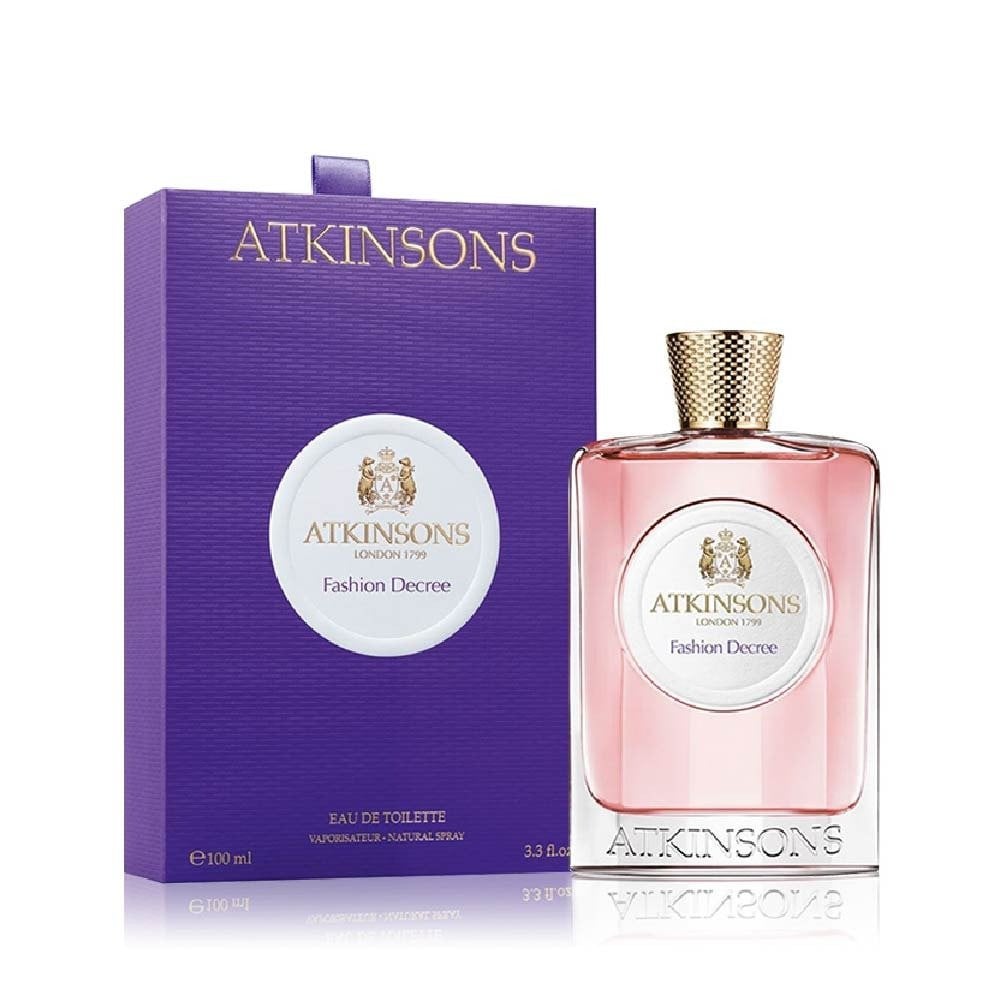 ATKINSONS
A
ATKINSONS
LONDON 1799
Fashion Decree
EAU DE TOILETTE
VAPORISATEUR - NATURAL SPRAY
℮100 ml
3.3 fl.oz
A
ATKINSONS
LONDON 1799
Fashion Decree
ATKINSONS